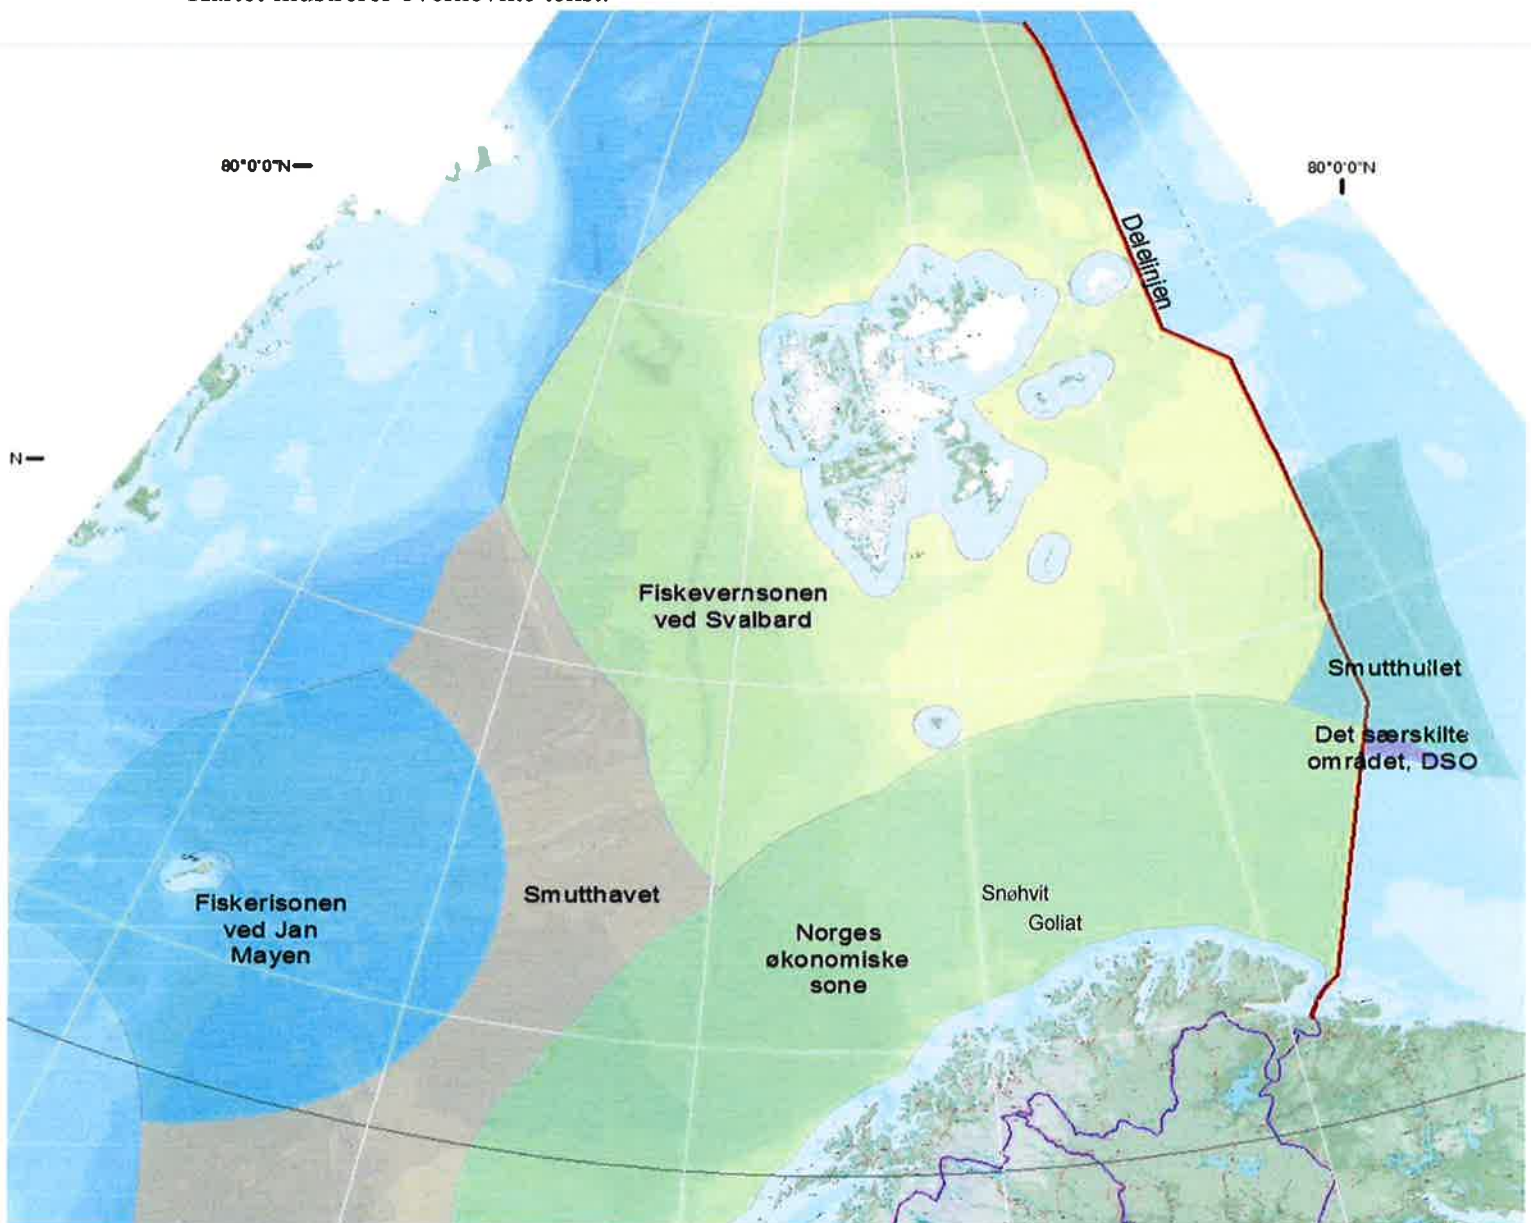 80°0'0"N
80°0'0"N
Delelinjen
N
Fiskevernsonen
ved Svalbard
Smutthullet
Det særskilte
området, DSO
Snøhvit
Goliat
Smutthavet
Fiskerisonen
ved Jan
Mayen
Norges
økonomiske
sone